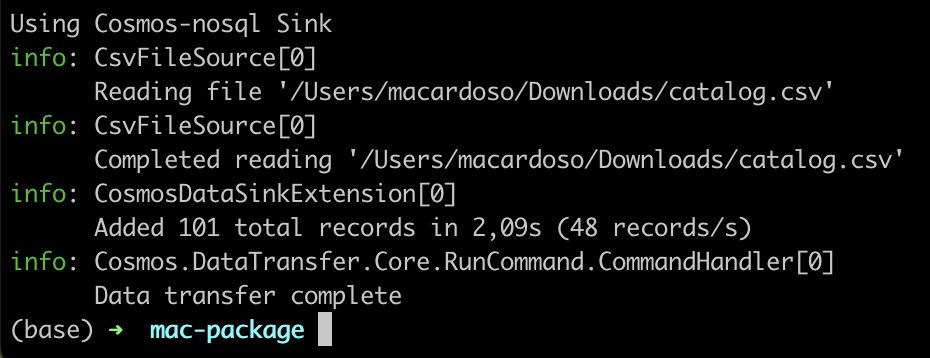 Using Cosmos-nosql Sink
info: CsvFileSource[0]
Reading file '/Users/macardoso/Downloads/catalog.csv'
info: CsvFileSource[0]
Completed reading '/Users/macardoso/Downloads/catalog.csv'
info: CosmosDataSinkExtension[0]
Added 101 total records in 2,09s (48 records/s)
info: Cosmos.DataTransfer.Core.RunCommand.CommandHandler[0]
Data transfer complete
(base) ➜ mac-package